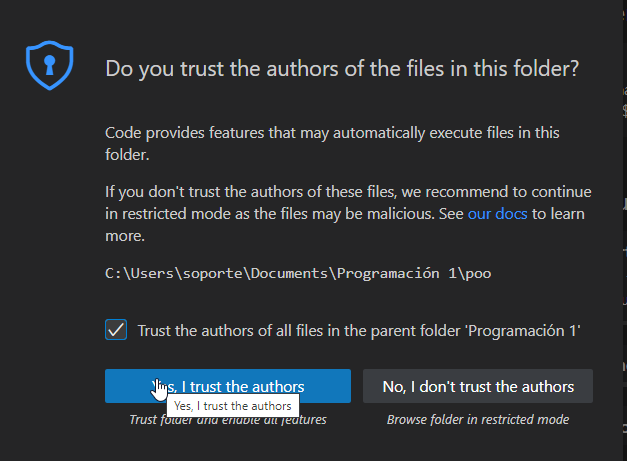 Do you trust the authors of the files in this folder?
Code provides features that may automatically execute files in this
folder.
If you don't trust the authors of these files, we recommend to continue
in restricted mode as the files may be malicious. See our docs to learn
more.
C:\Users\soporte\Documents\Programación 1\poo
Trust the authors of all files in the parent folder 'Programación 1'
I trust the authors
No, I don't trust the authors
Yes, I trust the authors
Trust folder and enable all features
Browse folder in restricted mode